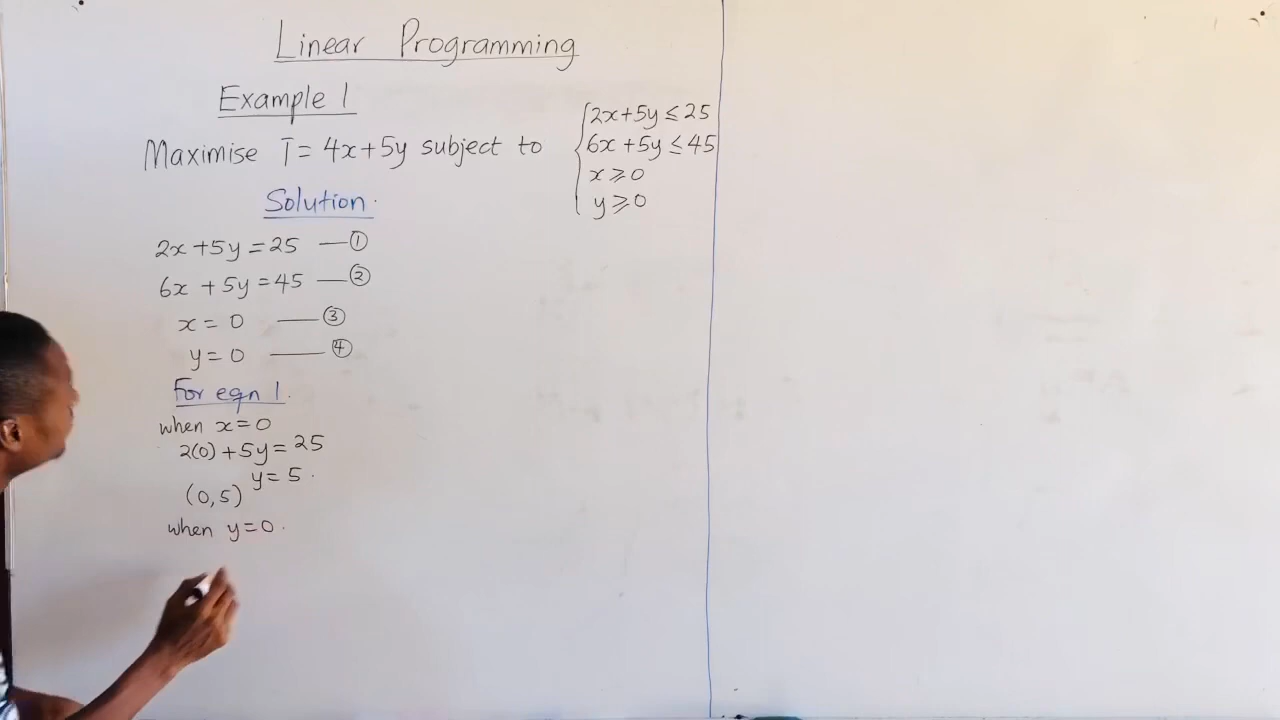 Linear Programming
Example 1
Maximise T = 4x+5y subject to
2x+5y ≤ 25
6x+5y ≤ 45
x ⩾ 0
y ⩾ 0
Solution.
2x+5y = 25 — ①
6x+5y = 45 — ②
x = 0 — ③
y = 0 — ④
For eqn 1.
when x=0
2(0)+5y = 25
y = 5.
(0,5)
when y=0.